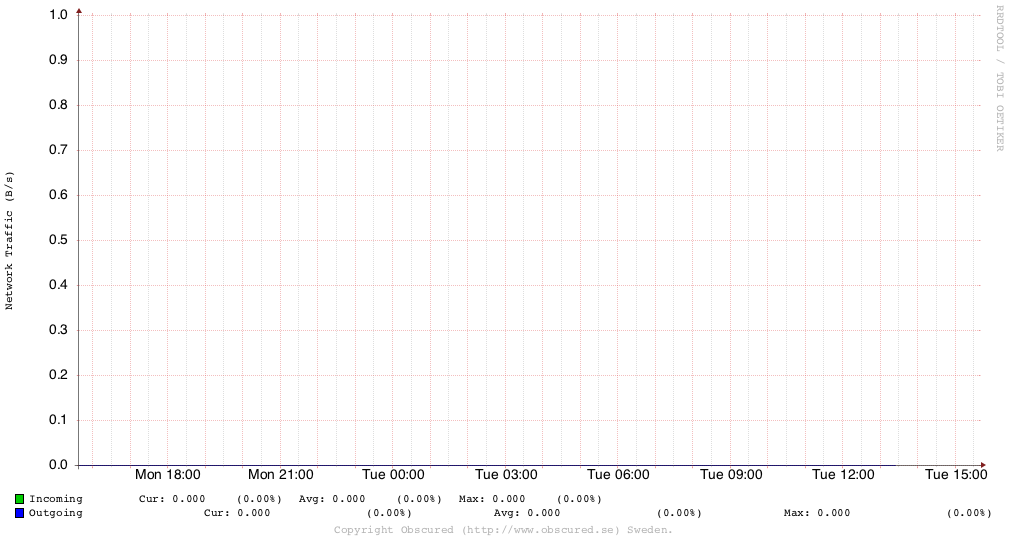 RRDTOOL / TOBI OETIKER
Network Traffic (B/s)
1.0
0.9
0.8
0.7
0.6
0.5
0.4
0.3
0.2
0.1
0.0
Mon 18:00 Mon 21:00 Tue 00:00 Tue 03:00 Tue 06:00 Tue 09:00 Tue 12:00 Tue 15:00
Incoming Cur: 0.000 (0.00%) Avg: 0.000 (0.00%) Max: 0.000 (0.00%)
Outgoing Cur: 0.000 (0.00%) Avg: 0.000 (0.00%) Max: 0.000 (0.00%)
Copyright Obscured (http://www.obscured.se) Sweden.